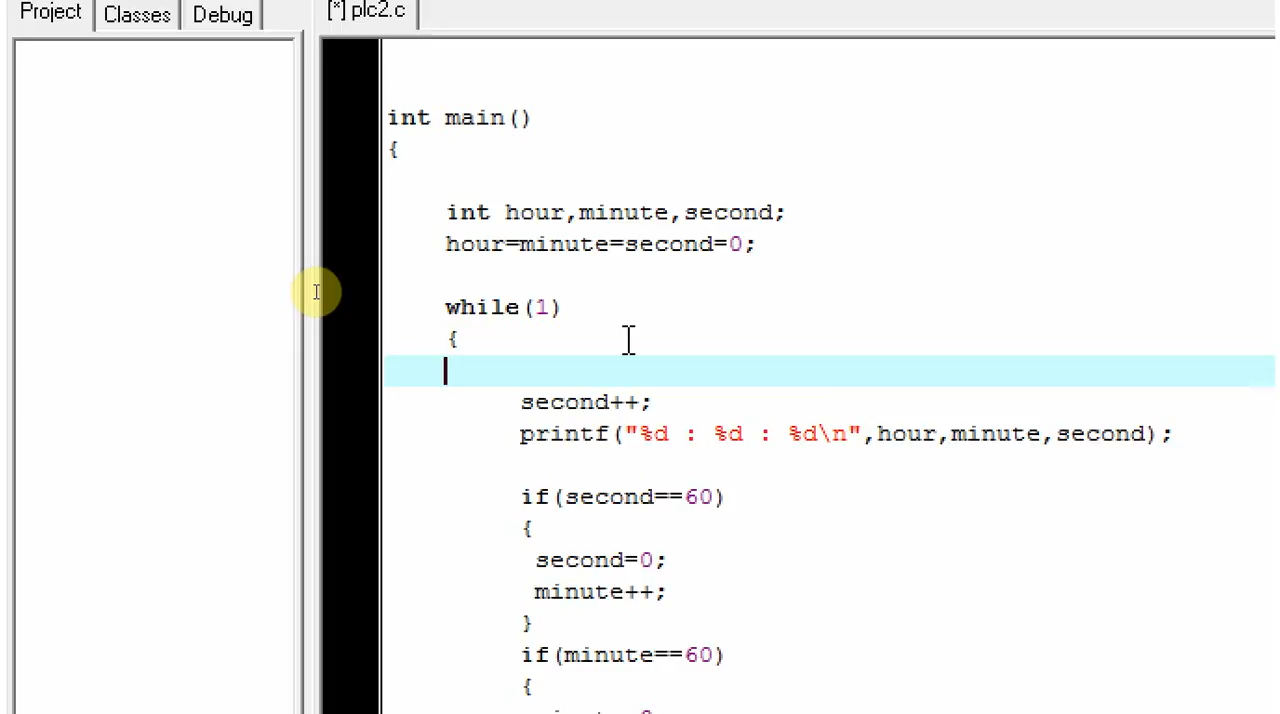 Project Classes Debug
[*] plc2.c
int main()
{
int hour,minute,second;
hour=minute=second=0;
while(1)
{
second++;
printf("%d : %d : %d\n",hour,minute,second);
if(second==60)
{
second=0;
minute++;
}
if(minute==60)
{